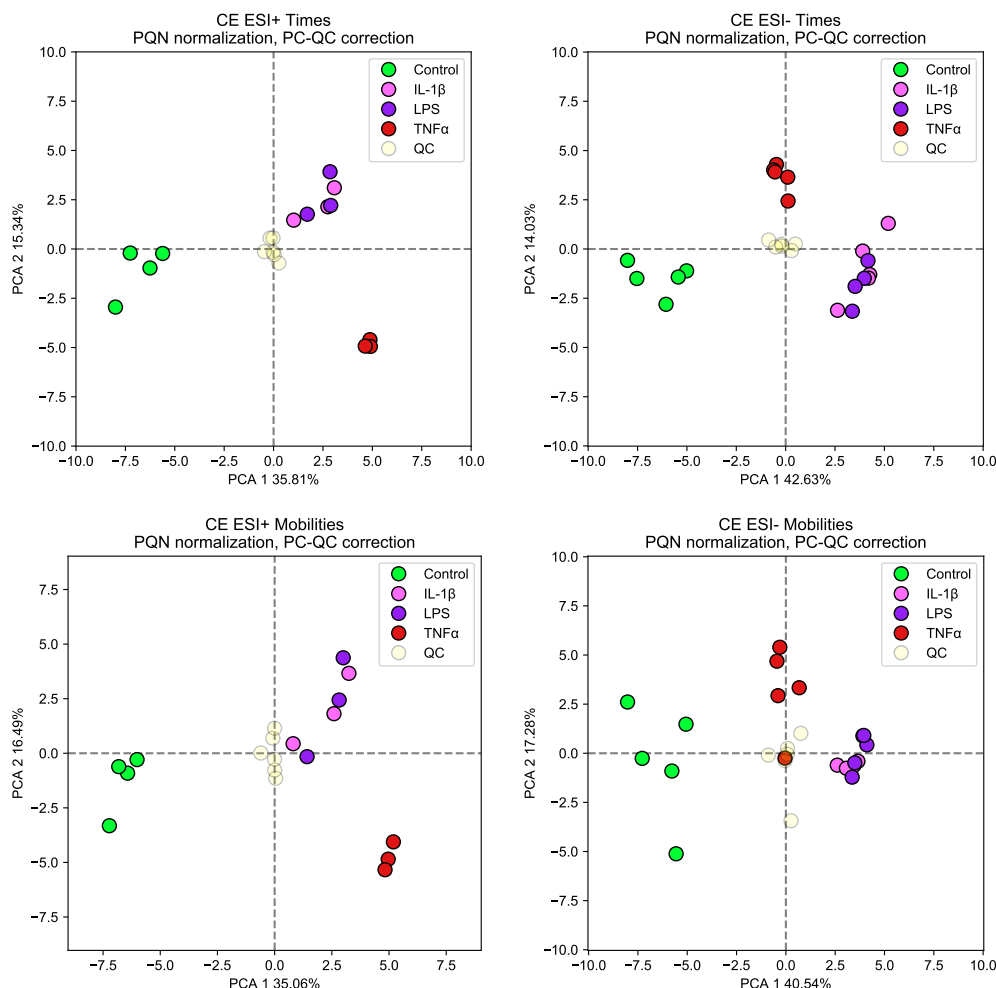 CE ESI+ Times
PQN normalization, PC-QC correction
10.0
7.5
5.0
2.5
0.0
−2.5
−5.0
−7.5
−10.0
PCA 2 15.34%
Control
IL-1β
LPS
TNFα
QC
−10.0 −7.5 −5.0 −2.5 0.0 2.5 5.0 7.5 10.0
PCA 1 35.81%
CE ESI- Times
PQN normalization, PC-QC correction
10.0
7.5
5.0
2.5
0.0
−2.5
−5.0
−7.5
−10.0
PCA 2 14.03%
Control
IL-1β
LPS
TNFα
QC
−10.0 −7.5 −5.0 −2.5 0.0 2.5 5.0 7.5 10.0
PCA 1 42.63%
CE ESI+ Mobilities
PQN normalization, PC-QC correction
7.5
5.0
2.5
0.0
−2.5
−5.0
−7.5
PCA 2 16.49%
Control
IL-1β
LPS
TNFα
QC
−7.5 −5.0 −2.5 0.0 2.5 5.0 7.5
PCA 1 35.06%
CE ESI- Mobilities
PQN normalization, PC-QC correction
10.0
7.5
5.0
2.5
0.0
−2.5
−5.0
−7.5
−10.0
PCA 2 17.28%
Control
IL-1β
LPS
TNFα
QC
−10.0 −7.5 −5.0 −2.5 0.0 2.5 5.0 7.5 10.0
PCA 1 40.54%